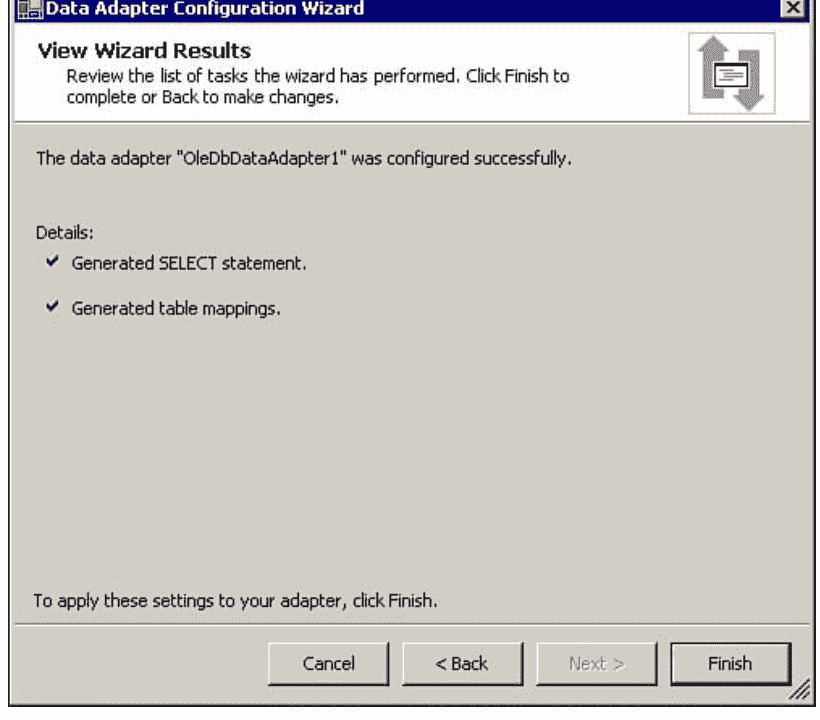 Data Adapter Configuration Wizard
View Wizard Results
Review the list of tasks the wizard has performed. Click Finish to
complete or Back to make changes.
The data adapter "OleDbDataAdapter1" was configured successfully.
Details:
Generated SELECT statement.
Generated table mappings.
To apply these settings to your adapter, click Finish.
Cancel
< Back
Next >
Finish